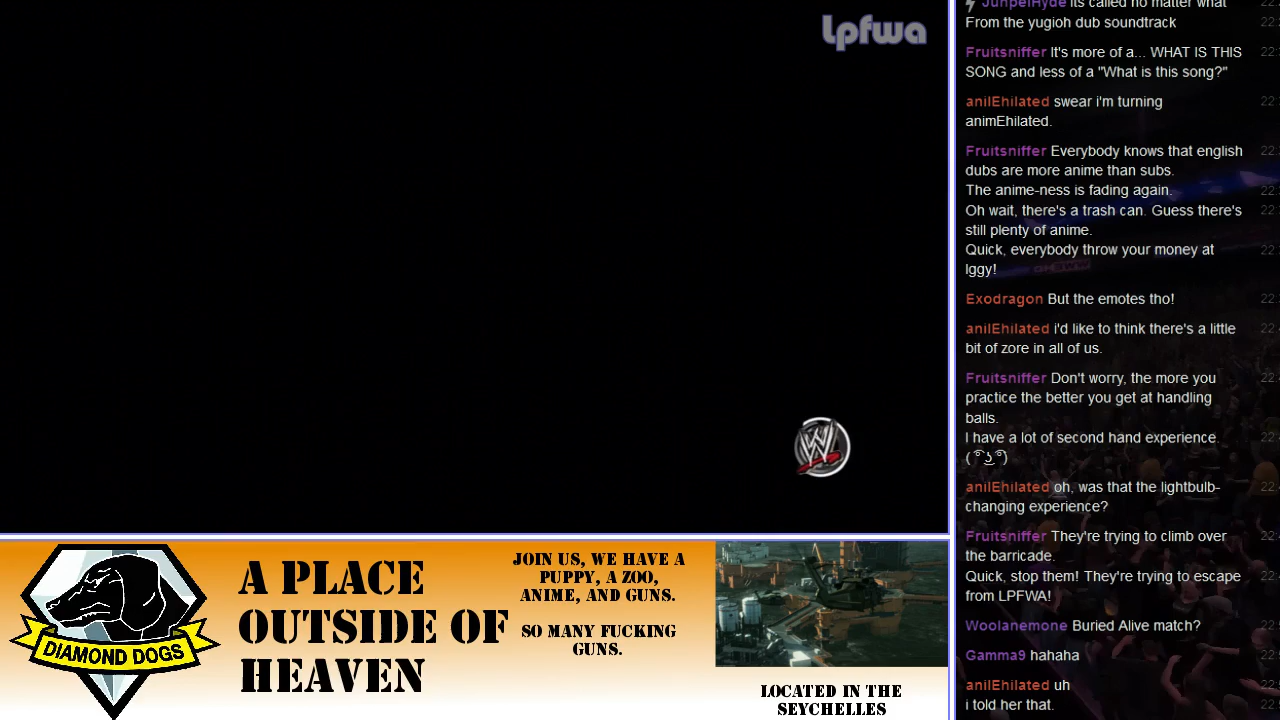 lpfwa
W
A PLACE
OUTSIDE OF
HEAVEN
DIAMOND DOGS
JOIN US, WE HAVE A
PUPPY, A ZOO,
ANIME, AND GUNS.
SO MANY FUCKING
GUNS.
LOCATED IN THE
SEYCHELLES
JunpeiHyde its called no matter what
From the yugioh dub soundtrack
Fruitsniffer It's more of a... WHAT IS THIS
SONG and less of a "What is this song?"
anilEhilated swear i'm turning
animEhilated.
Fruitsniffer Everybody knows that english
dubs are more anime than subs.
The anime-ness is fading again.
Oh wait, there's a trash can. Guess there's
still plenty of anime.
Quick, everybody throw your money at
Iggy!
Exodragon But the emotes tho!
anilEhilated i'd like to think there's a little
bit of zore in all of us.
Fruitsniffer Don't worry, the more you
practice the better you get at handling
balls.
I have a lot of second hand experience.
( ͡° ͜ʖ ͡°)
anilEhilated oh, was that the lightbulb-
changing experience?
Fruitsniffer They're trying to climb over
the barricade.
Quick, stop them! They're trying to escape
from LPFWA!
Woolanemone Buried Alive match?
Gamma9 hahaha
anilEhilated uh
i told her that.